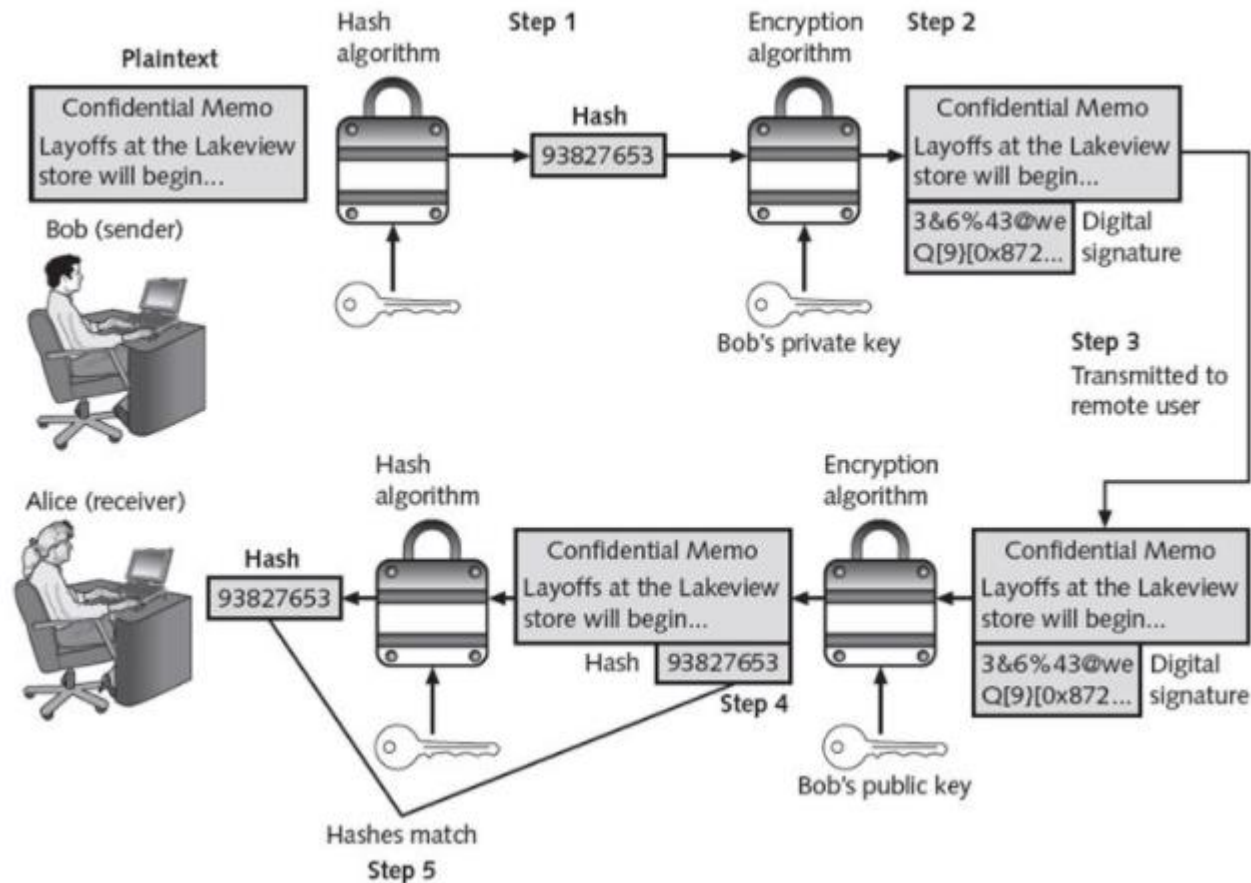 Plaintext
Confidential Memo
Layoffs at the Lakeview
store will begin...
Bob (sender)
Hash
algorithm
Step 1
Hash
93827653
Encryption
algorithm
Bob's private key
Step 2
Confidential Memo
Layoffs at the Lakeview
store will begin...
3&6%43@we
Q[9}[0x872...
Digital
signature
Step 3
Transmitted to
remote user
Alice (receiver)
Hash
93827653
Hash
algorithm
Confidential Memo
Layoffs at the Lakeview
store will begin...
Hash
93827653
Step 4
Encryption
algorithm
Bob's public key
Confidential Memo
Layoffs at the Lakeview
store will begin...
3&6%43@we
Q[9}[0x872...
Digital
signature
Hashes match
Step 5